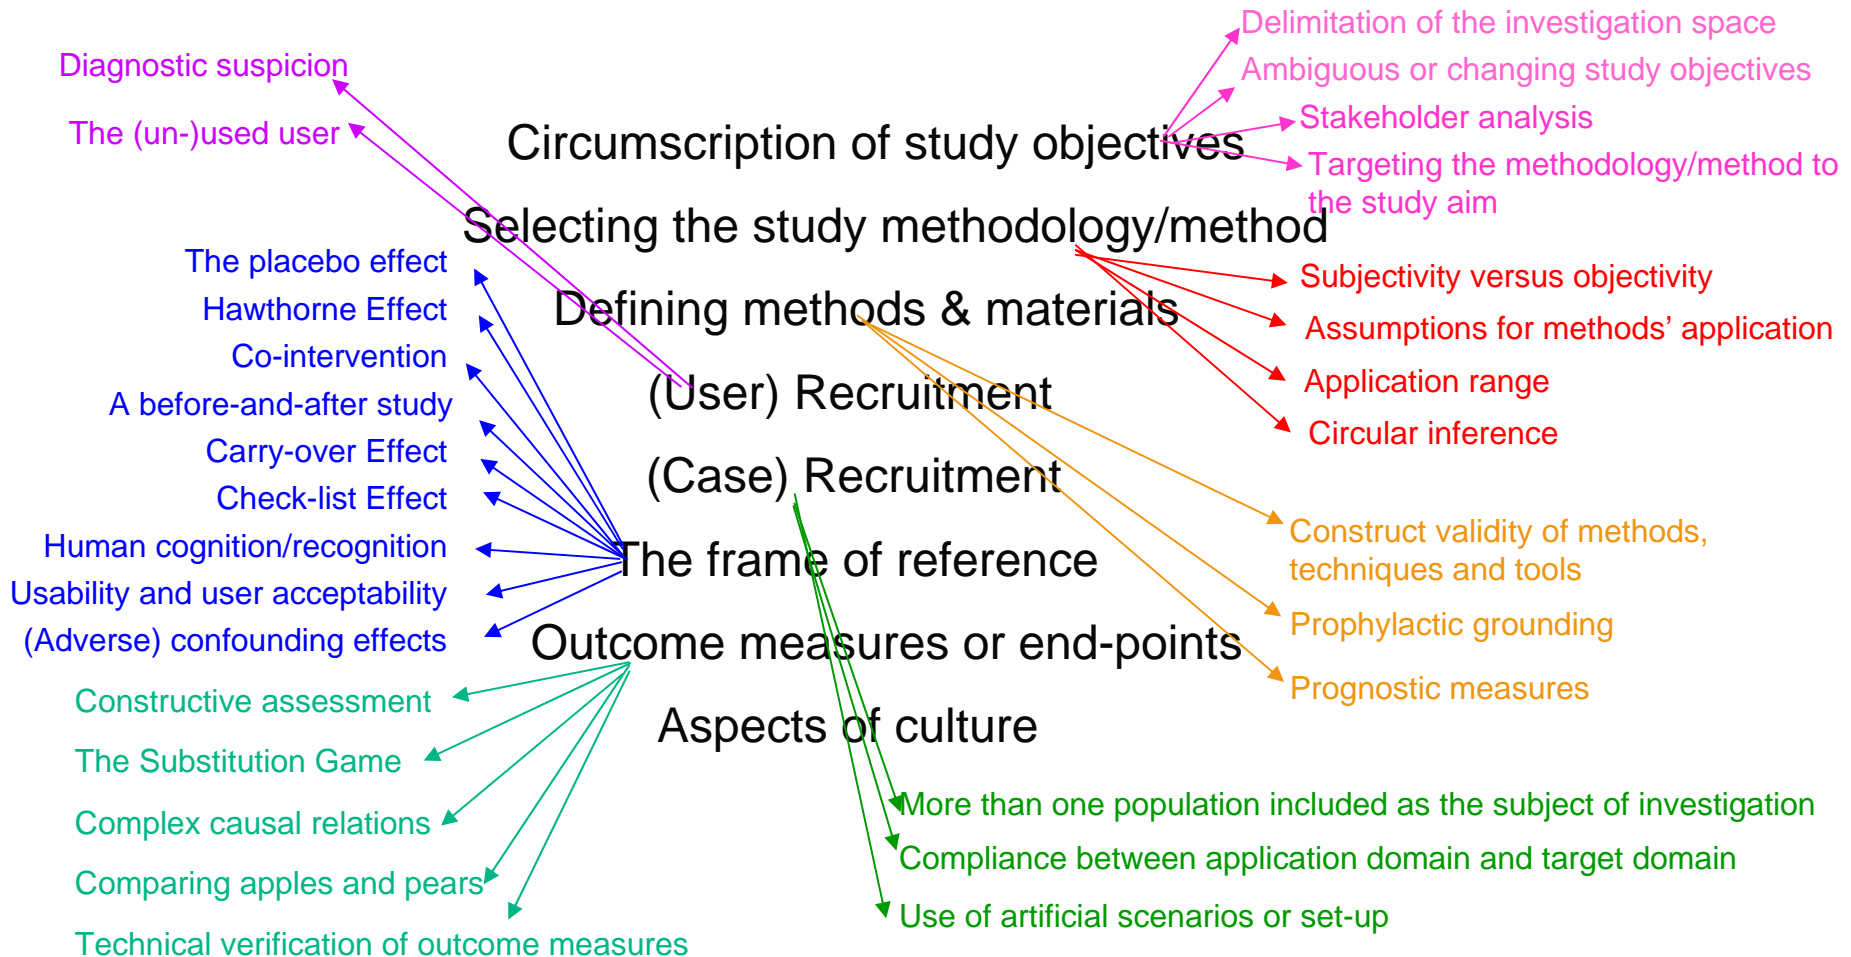 Delimitation of the investigation space
Ambiguous or changing study objectives
Stakeholder analysis
Targeting the methodology/method to
the study aim
Diagnostic suspicion
The (un-)used user
Circumscription of study objectives
Selecting the study methodology/method
Defining methods & materials
(User) Recruitment
(Case) Recruitment
The frame of reference
Outcome measures or end-points
Aspects of culture
The placebo effect
Hawthorne Effect
Co-intervention
A before-and-after study
Carry-over Effect
Check-list Effect
Human cognition/recognition
Usability and user acceptability
(Adverse) confounding effects
Subjectivity versus objectivity
Assumptions for methods’ application
Application range
Circular inference
Construct validity of methods,
techniques and tools
Prophylactic grounding
Prognostic measures
Constructive assessment
The Substitution Game
Complex causal relations
Comparing apples and pears
Technical verification of outcome measures
More than one population included as the subject of investigation
Compliance between application domain and target domain
Use of artificial scenarios or set-up